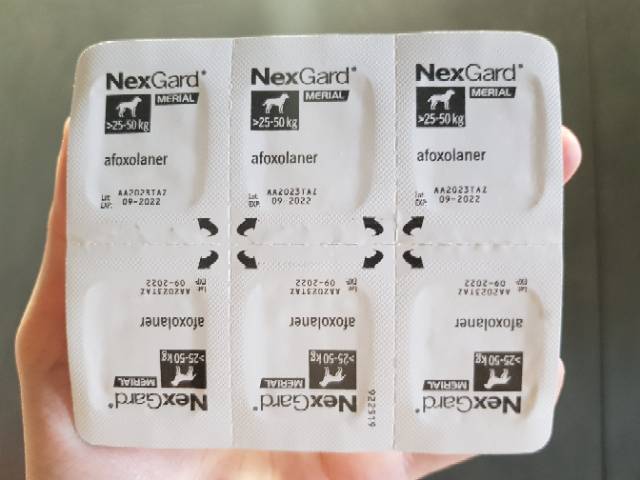 NexGard®
MERIAL
>25-50 kg
afoxolaner
Lot AA2023TAZ
EXP. 09-2022
NexGard®
MERIAL
>25-50 kg
afoxolaner
Lot AA2023TAZ
EXP. 09-2022
NexGard®
MERIAL
>25-50 kg
afoxolaner
Lot AA2023TAZ
EXP. 09-2022
NexGard®
MERIAL
>25-50 kg
afoxolaner
Lot AA2023TAZ
EXP. 09-2022
NexGard®
MERIAL
>25-50 kg
afoxolaner
Lot AA2023TAZ
EXP. 09-2022
922519
NexGard®
MERIAL
>25-50 kg
afoxolaner
Lot AA2023TAZ
EXP. 09-2022